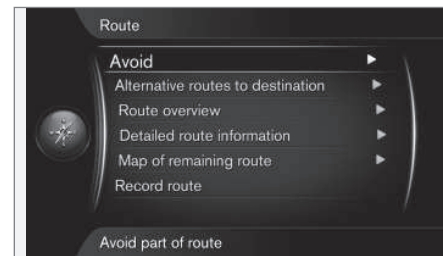 Route
Avoid
Alternative routes to destination
Route overview
Detailed route information
Map of remaining route
Record route
Avoid part of route